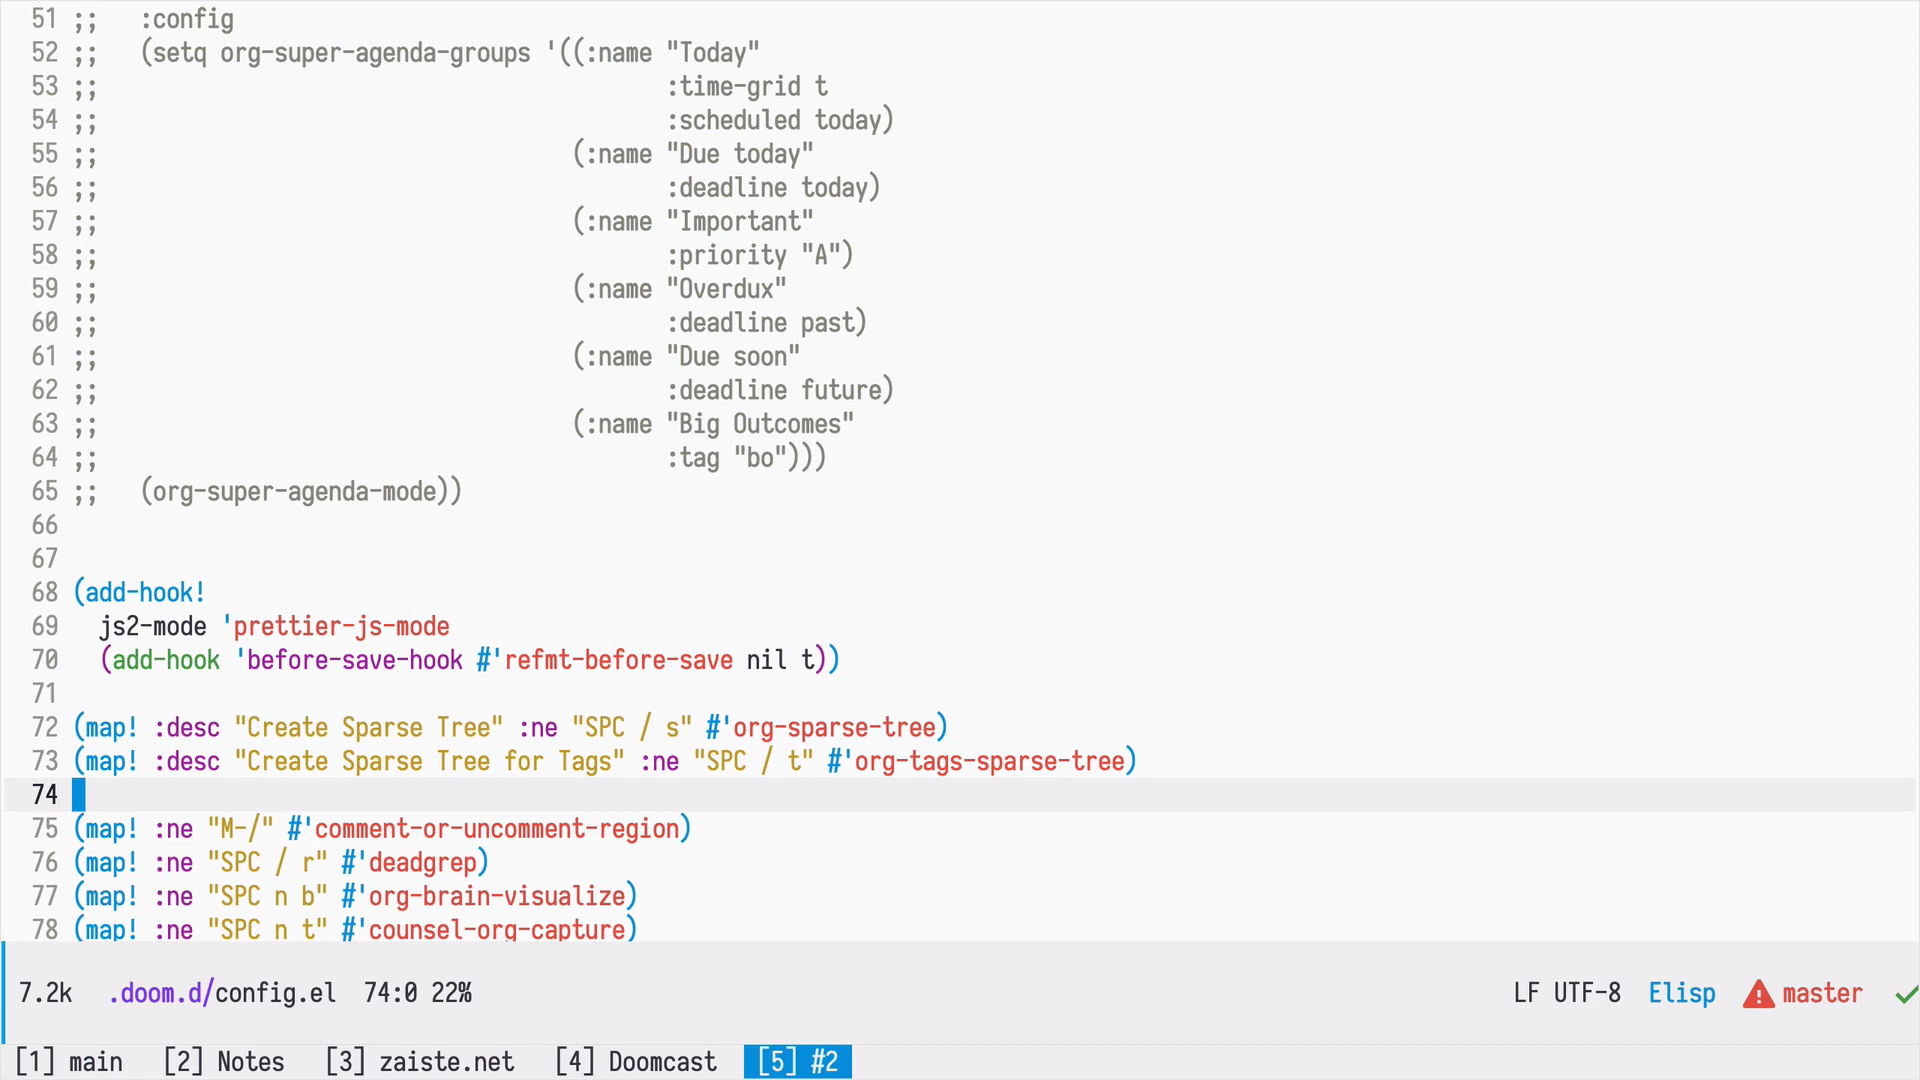 51 ;;   :config
52 ;;   (setq org-super-agenda-groups '((:name "Today"
53 ;;                                          :time-grid t
54 ;;                                          :scheduled today)
55 ;;                                   (:name "Due today"
56 ;;                                          :deadline today)
57 ;;                                   (:name "Important"
58 ;;                                          :priority "A")
59 ;;                                   (:name "Overdux"
60 ;;                                          :deadline past)
61 ;;                                   (:name "Due soon"
62 ;;                                          :deadline future)
63 ;;                                   (:name "Big Outcomes"
64 ;;                                          :tag "bo")))
65 ;;   (org-super-agenda-mode))
66
67
68 (add-hook!
69   js2-mode 'prettier-js-mode
70   (add-hook 'before-save-hook #'refmt-before-save nil t))
71
72 (map! :desc "Create Sparse Tree" :ne "SPC / s" #'org-sparse-tree)
73 (map! :desc "Create Sparse Tree for Tags" :ne "SPC / t" #'org-tags-sparse-tree)
74
75 (map! :ne "M-/" #'comment-or-uncomment-region)
76 (map! :ne "SPC / r" #'deadgrep)
77 (map! :ne "SPC n b" #'org-brain-visualize)
78 (map! :ne "SPC n t" #'counsel-org-capture)
7.2k .doom.d/config.el 74:0 22% LF UTF-8 Elisp master
[1] main [2] Notes [3] zaiste.net [4] Doomcast [5] #2